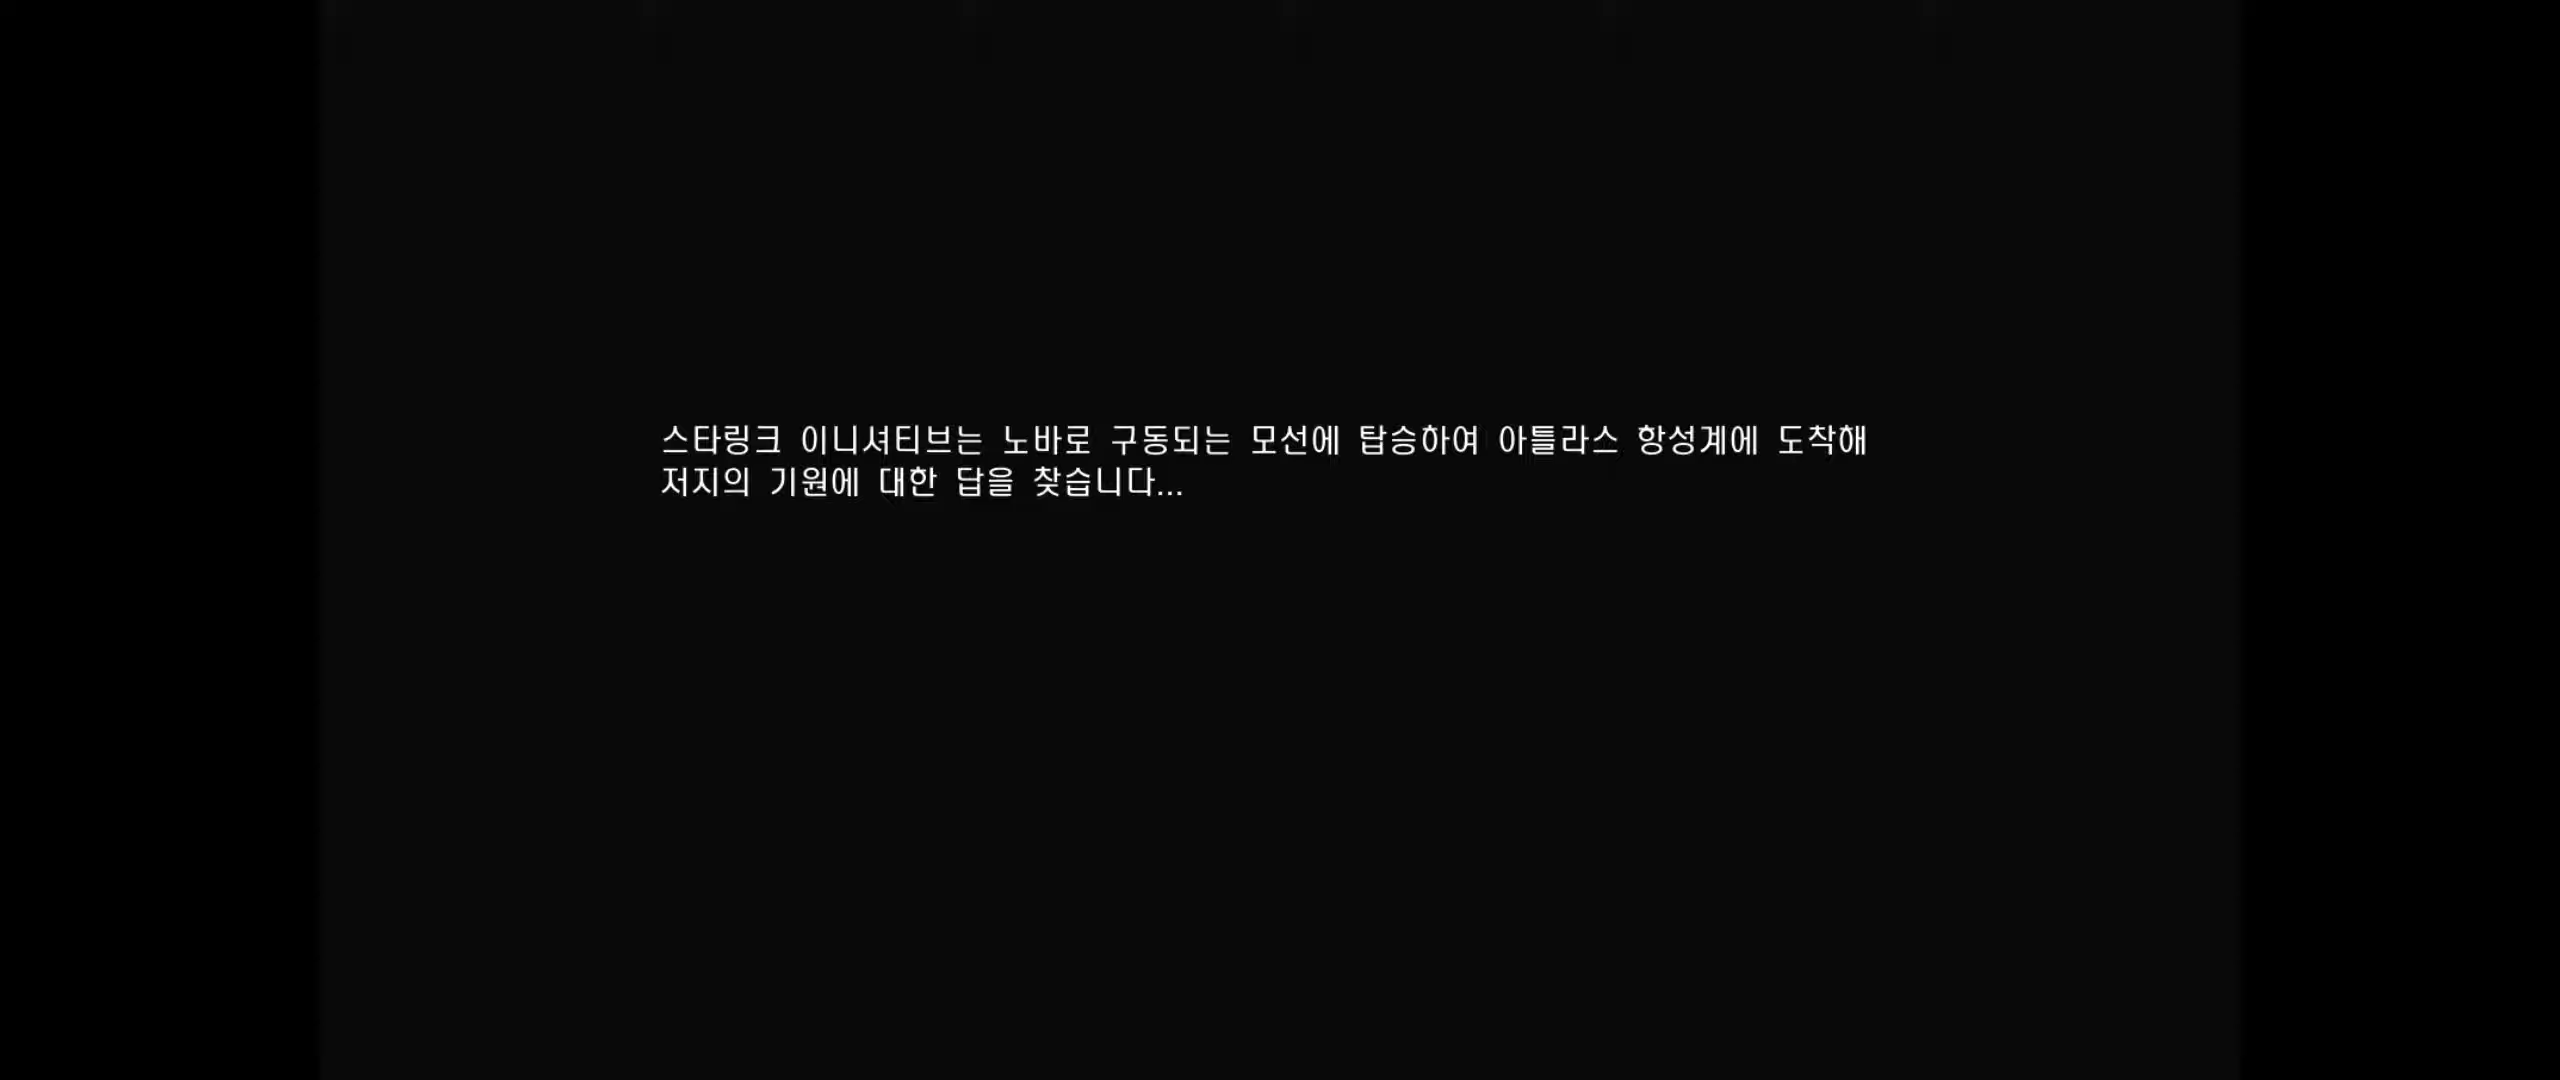 스타링크 이니셔티브는 노바로 구동되는 모선에 탑승하여 아틀라스 항성계에 도착해
저지의 기원에 대한 답을 찾습니다...